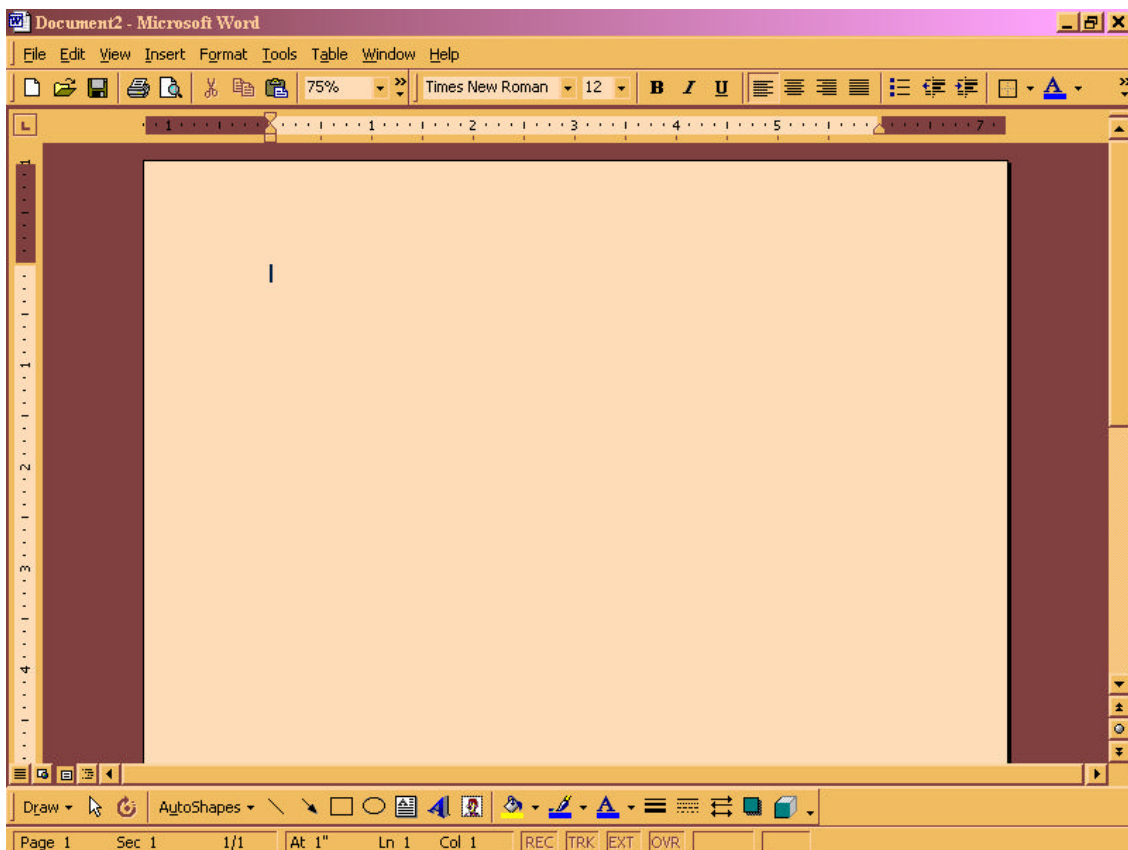 Document2 - Microsoft Word
File Edit View Insert Format Tools Table Window Help
75% Times New Roman 12 B I U A
L 1 1 2 3 4 5 7
1
1
2
3
4
Draw AutoShapes A A
Page 1 Sec 1 1/1 At 1" Ln 1 Col 1 REC TRK EXT OVR